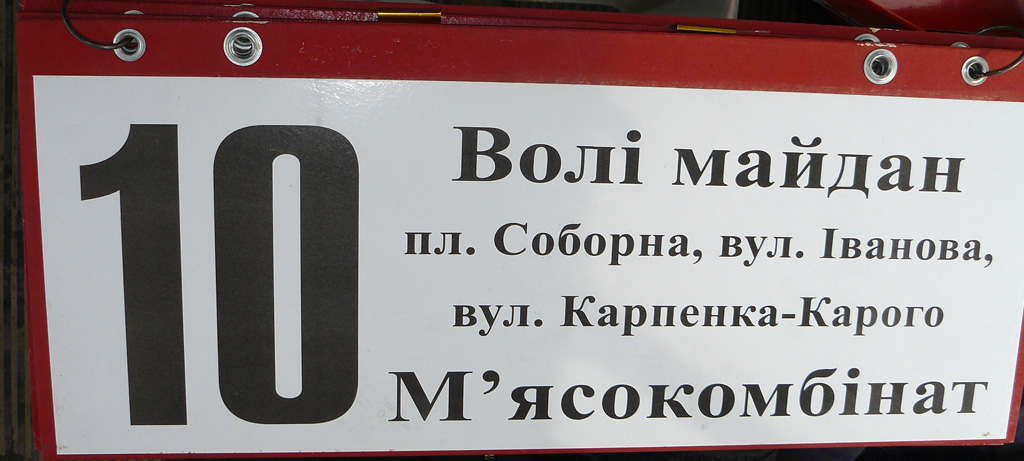 10
Волі майдан
пл. Соборна, вул. Іванова,
вул. Карпенка-Карого
М’ясокомбінат